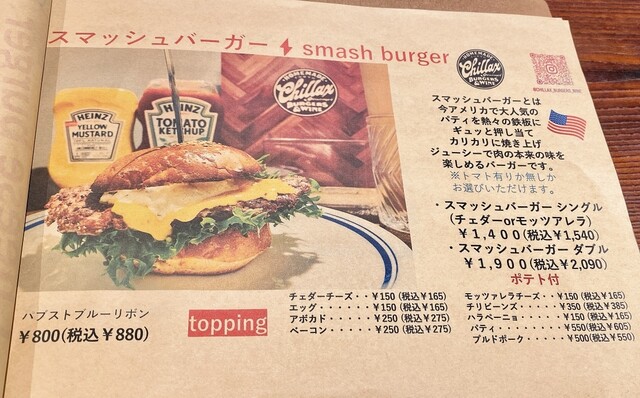 スマッシュバーガー smash burger
HOMEMADE
Chillax
BURGERS
&WINE
@CHILLAX_BURGERS_WINE
HOMEMADE
Chillax
BURGERS
&WINE
HEINZ
YELLOW
MUSTARD
HEINZ
TOMATO
KETCHUP
スマッシュバーガーとは
今アメリカで大人気の
パティを熱々の鉄板に
ギュッと押し当て
カリカリに焼き上げ
ジューシーで肉の本来の味を
楽しめるバーガーです。
※トマト有りか無しか
お選びいただけます。
・スマッシュバーガー シングル
(チェダーorモッツアレラ)
¥1,400(税込¥1,540)
・スマッシュバーガー ダブル
¥1,900(税込¥2,090)
ポテト付
パブストブルーリボン
¥800(税込¥880)
topping
チェダーチーズ・・¥150(税込¥165)
エッグ・・・・・・¥150(税込¥165)
アボカド・・・・・¥250(税込¥275)
ベーコン・・・・・¥250(税込¥275)
モッツァレラチーズ・・¥150(税込¥165)
チリビーンズ・・・・・¥350(税込¥385)
ハラペーニョ・・・・・¥150(税込¥165)
パティ・・・・・・・・¥550(税込¥605)
プルドポーク・・・・・¥500(税込¥550)